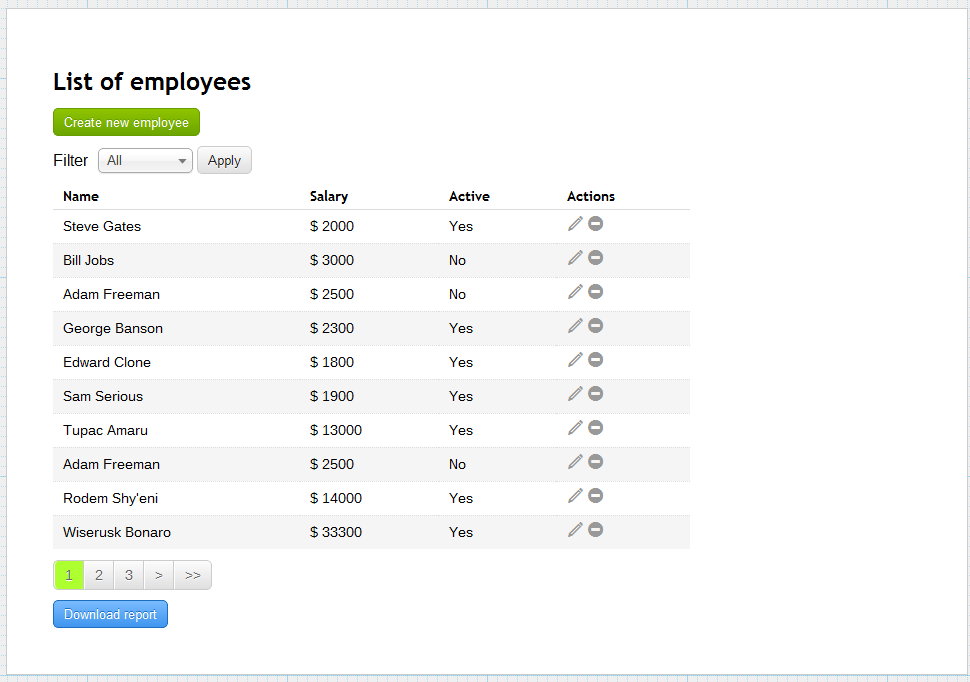 List of employees
Create new employee
Filter All Apply
Name Salary Active Actions
Steve Gates $ 2000 Yes
Bill Jobs $ 3000 No
Adam Freeman $ 2500 No
George Banson $ 2300 Yes
Edward Clone $ 1800 Yes
Sam Serious $ 1900 Yes
Tupac Amaru $ 13000 Yes
Adam Freeman $ 2500 No
Rodem Shy'eni $ 14000 Yes
Wiserusk Bonaro $ 33300 Yes
1 2 3 > >>
Download report